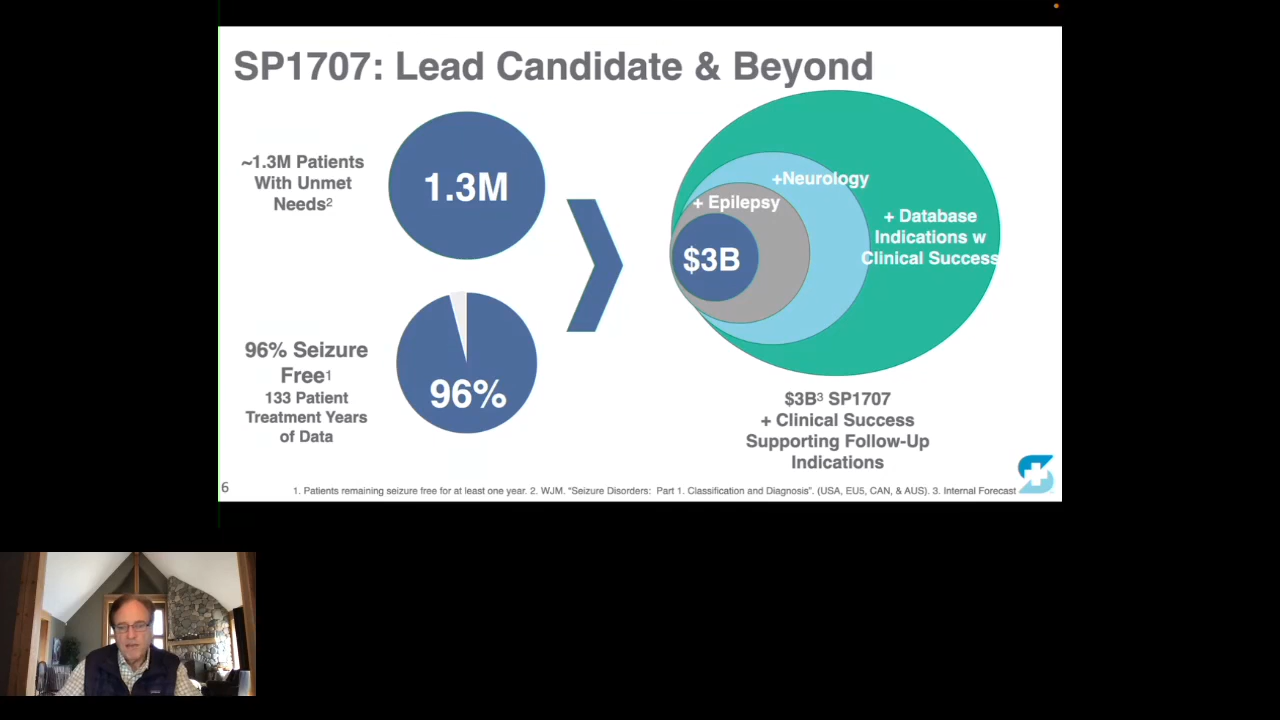 SP1707: Lead Candidate & Beyond
~1.3M Patients
With Unmet
Needs2
1.3M
96% Seizure
Free1
133 Patient
Treatment Years
of Data
96%
+Neurology
+ Epilepsy
$3B
+ Database
Indications w
Clinical Success
$3B3 SP1707
+ Clinical Success
Supporting Follow-Up
Indications
6
1. Patients remaining seizure free for at least one year. 2. WJM. "Seizure Disorders: Part 1. Classification and Diagnosis". (USA, EU5, CAN, & AUS). 3. Internal Forecast